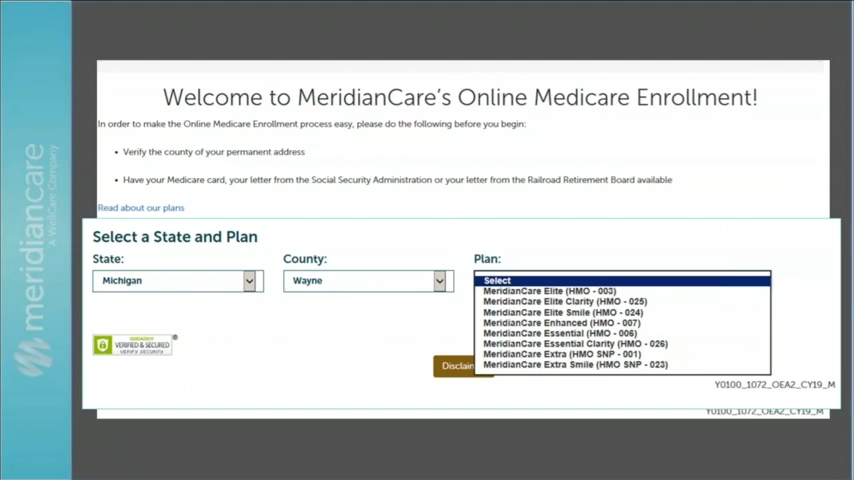 meridiancare
A WellCare Company
Welcome to MeridianCare's Online Medicare Enrollment!
In order to make the Online Medicare Enrollment process easy, please do the following before you begin:
• Verify the county of your permanent address
• Have your Medicare card, your letter from the Social Security Administration or your letter from the Railroad Retirement Board available
Read about our plans
Select a State and Plan
State:
County:
Plan:
Michigan
Wayne
Select
MeridianCare Elite (HMO - 003)
MeridianCare Elite Clarity (HMO - 025)
MeridianCare Elite Smile (HMO - 024)
MeridianCare Enhanced (HMO - 007)
MeridianCare Essential (HMO - 006)
MeridianCare Essential Clarity (HMO - 026)
MeridianCare Extra (HMO SNP - 001)
MeridianCare Extra Smile (HMO SNP - 023)
VERIFIED & SECURED
VERIFY SECURITY
Disclain
Y0100_1072_OEA2_CY19_M
Y0100_1072_OEA2_CY19_M